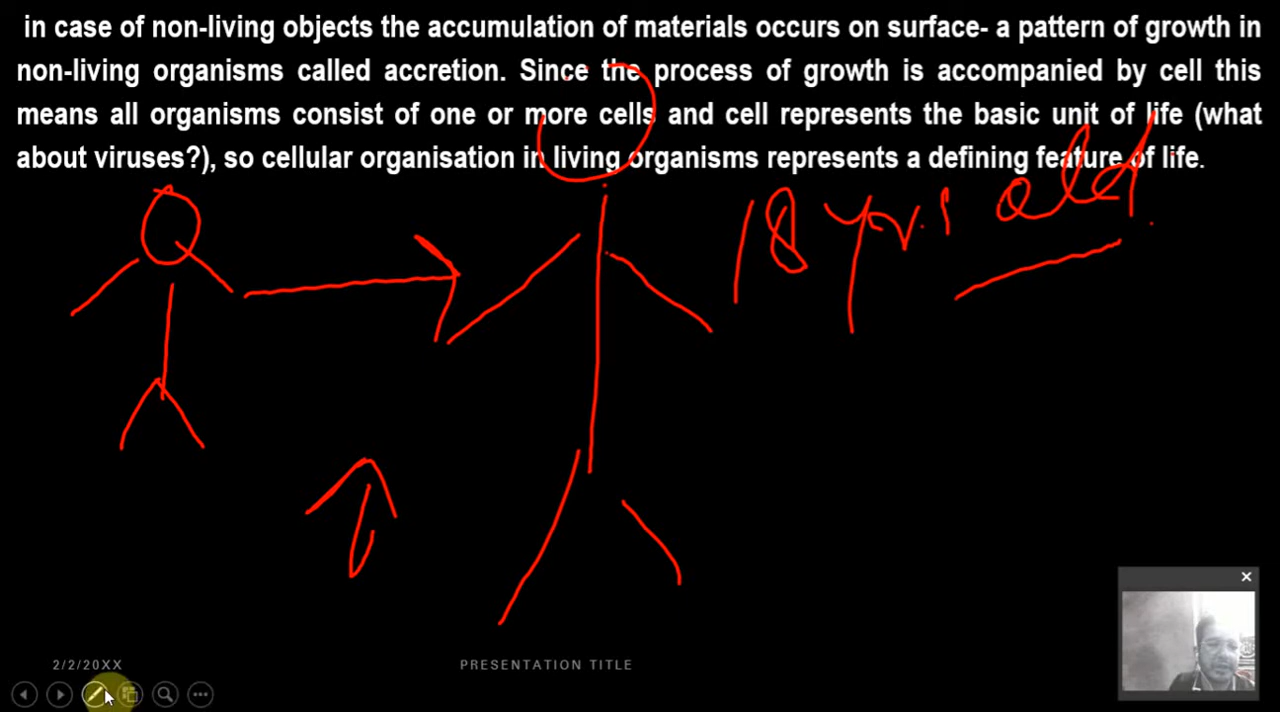 in case of non-living objects the accumulation of materials occurs on surface- a pattern of growth in
non-living organisms called accretion. Since the process of growth is accompanied by cell this
means all organisms consist of one or more cells and cell represents the basic unit of life (what
about viruses?), so cellular organisation in living organisms represents a defining feature of life.
18 yrs old
2/2/20XX
PRESENTATION TITLE